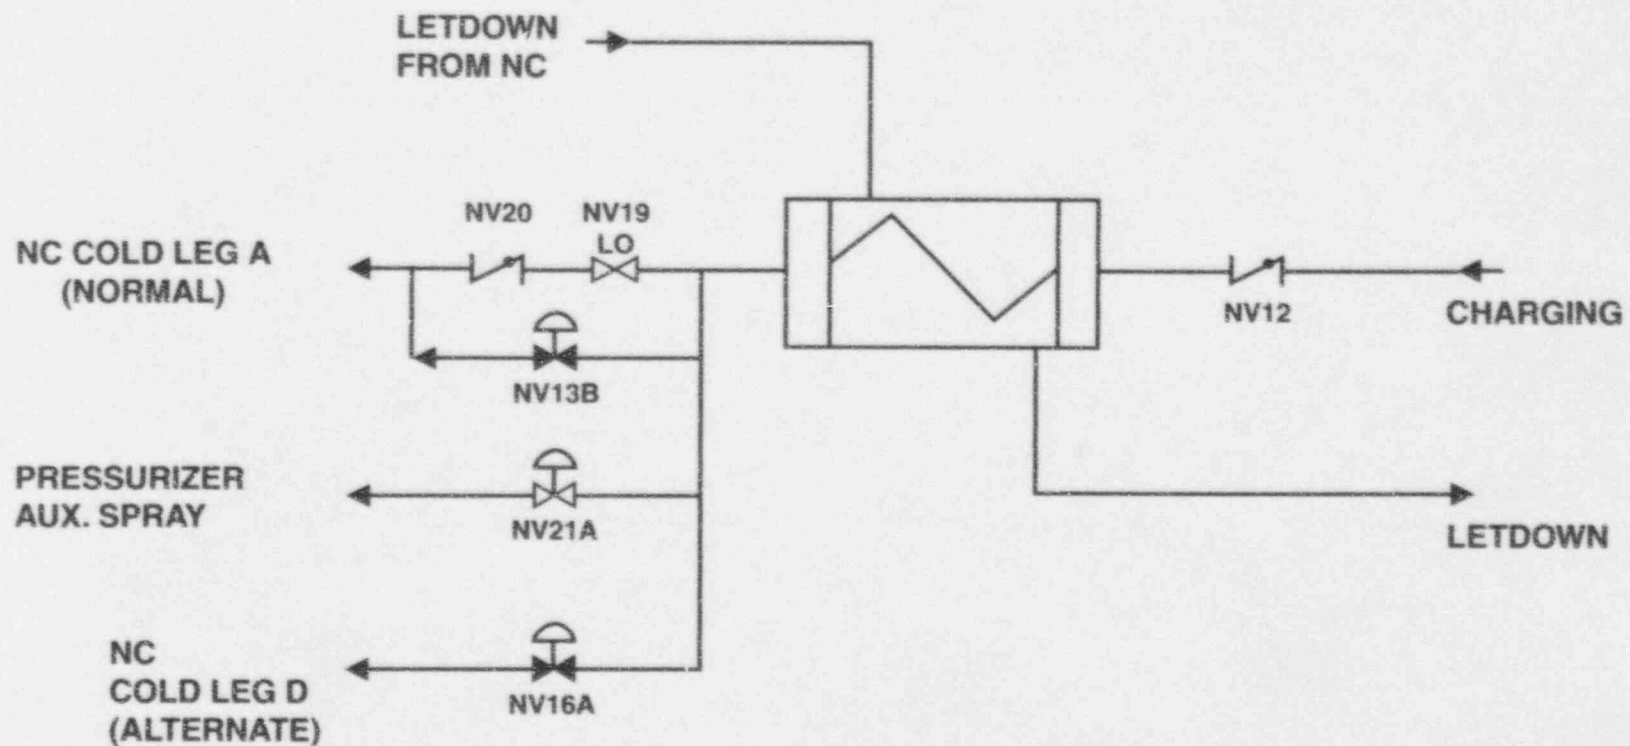 LETDOWN
FROM NC
NV20
NV19
LO
NC COLD LEG A
(NORMAL)
NV12
CHARGING
NV13B
PRESSURIZER
AUX. SPRAY
NV21A
LETDOWN
NC
COLD LEG D
(ALTERNATE)
NV16A